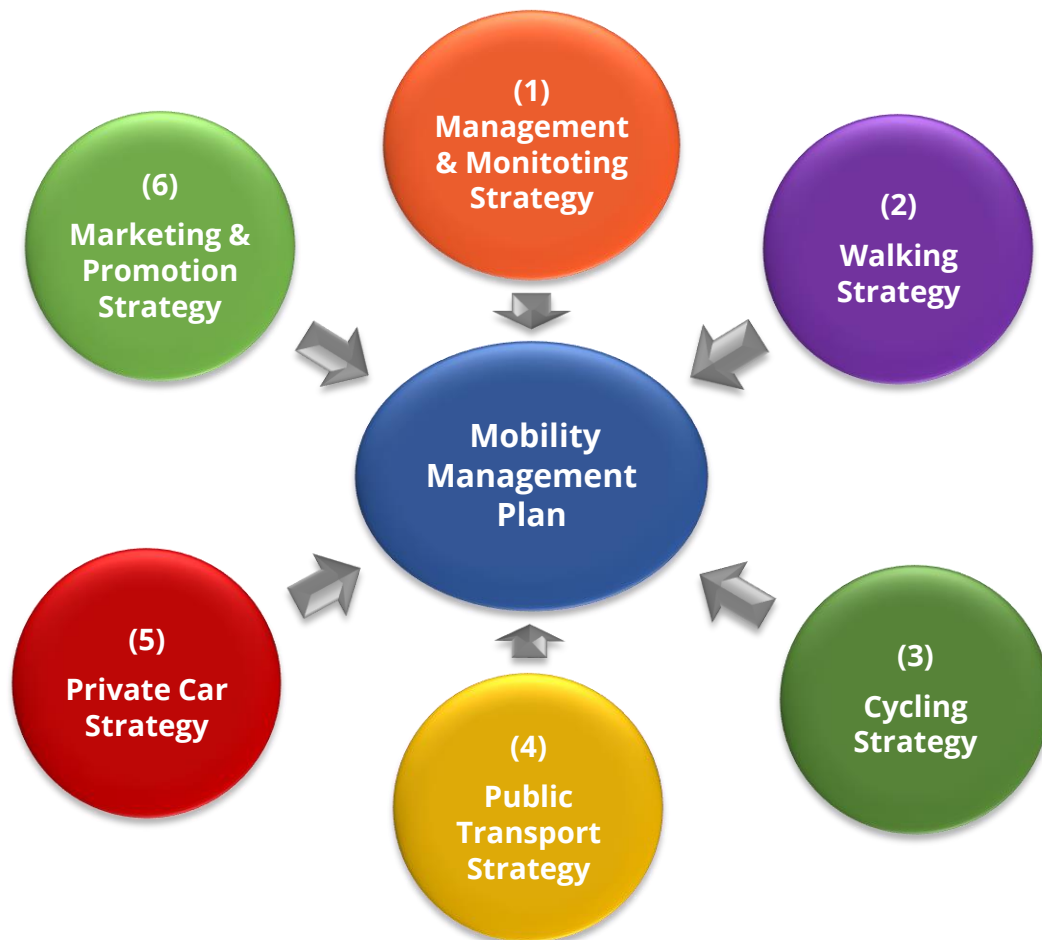 (1)
Management
& Monitoting
Strategy
(2)
Walking
Strategy
(3)
Cycling
Strategy
(4)
Public
Transport
Strategy
(5)
Private Car
Strategy
(6)
Marketing &
Promotion
Strategy
Mobility
Management
Plan